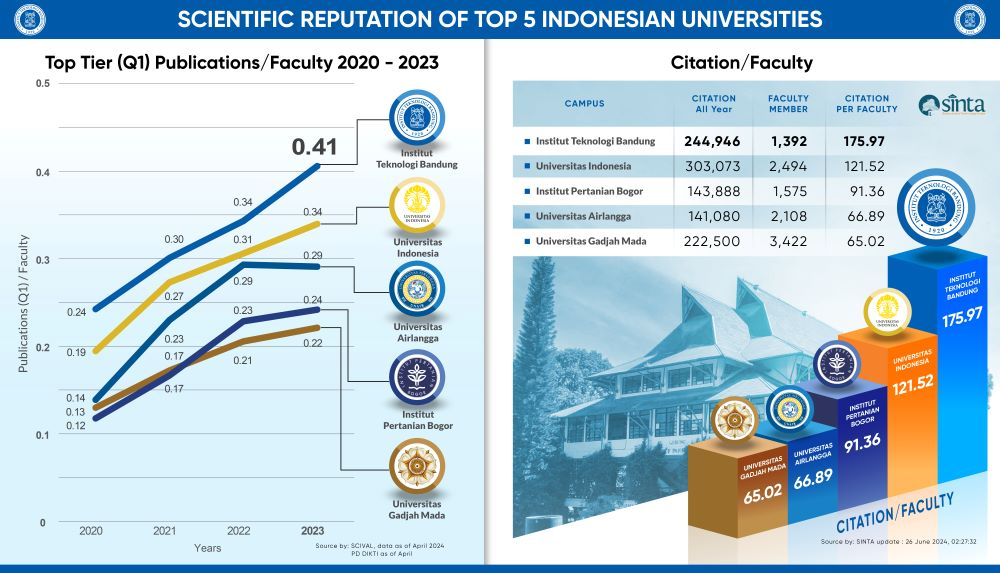 SCIENTIFIC REPUTATION OF TOP 5 INDONESIAN UNIVERSITIES
Top Tier (Q1) Publications/Faculty 2020 - 2023
0.5
0.4
0.3
0.2
0.1
0
Publications (Q1) / Faculty
0.24
0.30
0.34
0.41
0.19
0.27
0.31
0.34
0.14
0.23
0.29
0.29
0.12
0.17
0.23
0.24
0.13
0.17
0.21
0.22
2020
2021
2022
2023
Years
Institut
Teknologi Bandung
UNIVERSITAS
INDONESIA
Universitas
Indonesia
Universitas
Airlangga
Institut
Pertanian Bogor
Universitas
Gadjah Mada
Source by: SCIVAL, data as of April 2024
PD DIKTI as of April
Citation/Faculty
CAMPUS
CITATION
All Year
FACULTY
MEMBER
CITATION
PER FACULTY
sinta
Institut Teknologi Bandung 244,946 1,392 175.97
Universitas Indonesia 303,073 2,494 121.52
Institut Pertanian Bogor 143,888 1,575 91.36
Universitas Airlangga 141,080 2,108 66.89
Universitas Gadjah Mada 222,500 3,422 65.02
INSTITUT TEKNOLOGI BANDUNG
1920
INSTITUT
TEKNOLOGI
BANDUNG
175.97
UNIVERSITAS
INDONESIA
UNIVERSITAS
INDONESIA
121.52
INSTITUT
PERTANIAN
BOGOR
91.36
UNIVERSITAS
AIRLANGGA
66.89
UNIVERSITAS
GADJAH MADA
65.02
CITATION/FACULTY
Source by: SINTA update : 26 June 2024, 02:27:32